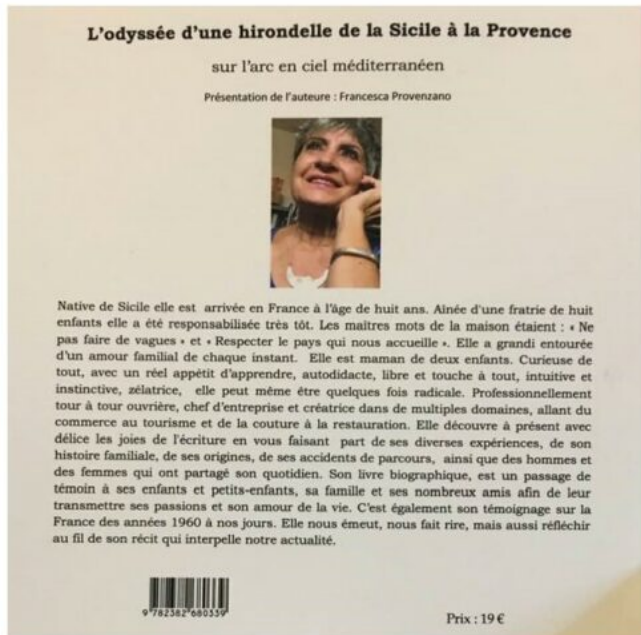 L'odyssée d'une hirondelle de la Sicile à la Provence
sur l'arc en ciel méditerranéen
Présentation de l'auteure : Francesca Provenzano
Native de Sicile elle est arrivée en France à l'âge de huit ans. Aînée d'une fratrie de huit
enfants elle a été responsabilisée très tôt. Les maîtres mots de la maison étaient : « Ne
pas faire de vagues » et « Respecter le pays qui nous accueille ». Elle a grandi entourée
d'un amour familial de chaque instant. Elle est maman de deux enfants. Curieuse de
tout, avec un réel appétit d'apprendre, autodidacte, libre et touche à tout, intuitive et
instinctive, zélatrice, elle peut même être quelques fois radicale. Professionnellement
tour à tour ouvrière, chef d'entreprise et créatrice dans de multiples domaines, allant du
commerce au tourisme et de la couture à la restauration. Elle découvre à présent avec
délice les joies de l'écriture en vous faisant part de ses diverses expériences, de son
histoire familiale, de ses origines, de ses accidents de parcours, ainsi que des hommes et
des femmes qui ont partagé son quotidien. Son livre biographique, est un passage de
témoin à ses enfants et petits-enfants, sa famille et ses nombreux amis afin de leur
transmettre ses passions et son amour de la vie. C'est également son témoignage sur la
France des années 1960 à nos jours. Elle nous émeut, nous fait rire, mais aussi réfléchir
au fil de son récit qui interpelle notre actualité.
9 782382 680339
Prix : 19 €